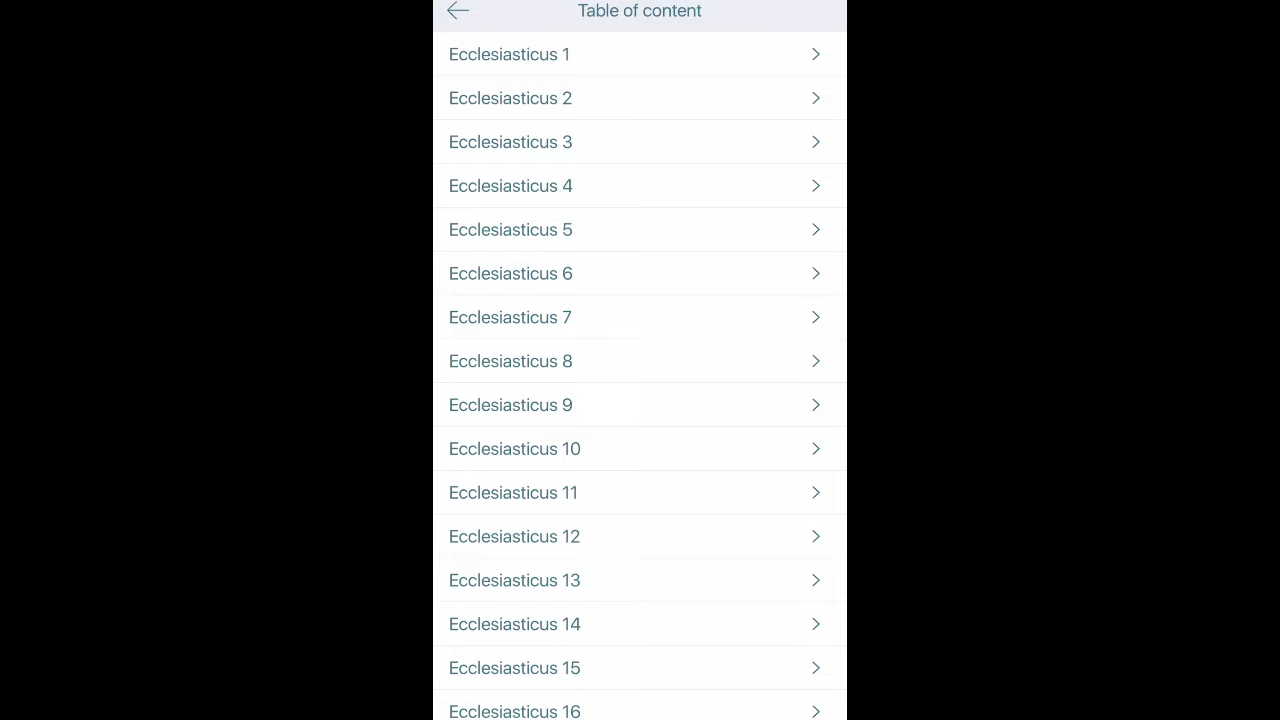 Table of content
Ecclesiasticus 1
Ecclesiasticus 2
Ecclesiasticus 3
Ecclesiasticus 4
Ecclesiasticus 5
Ecclesiasticus 6
Ecclesiasticus 7
Ecclesiasticus 8
Ecclesiasticus 9
Ecclesiasticus 10
Ecclesiasticus 11
Ecclesiasticus 12
Ecclesiasticus 13
Ecclesiasticus 14
Ecclesiasticus 15
Ecclesiasticus 16